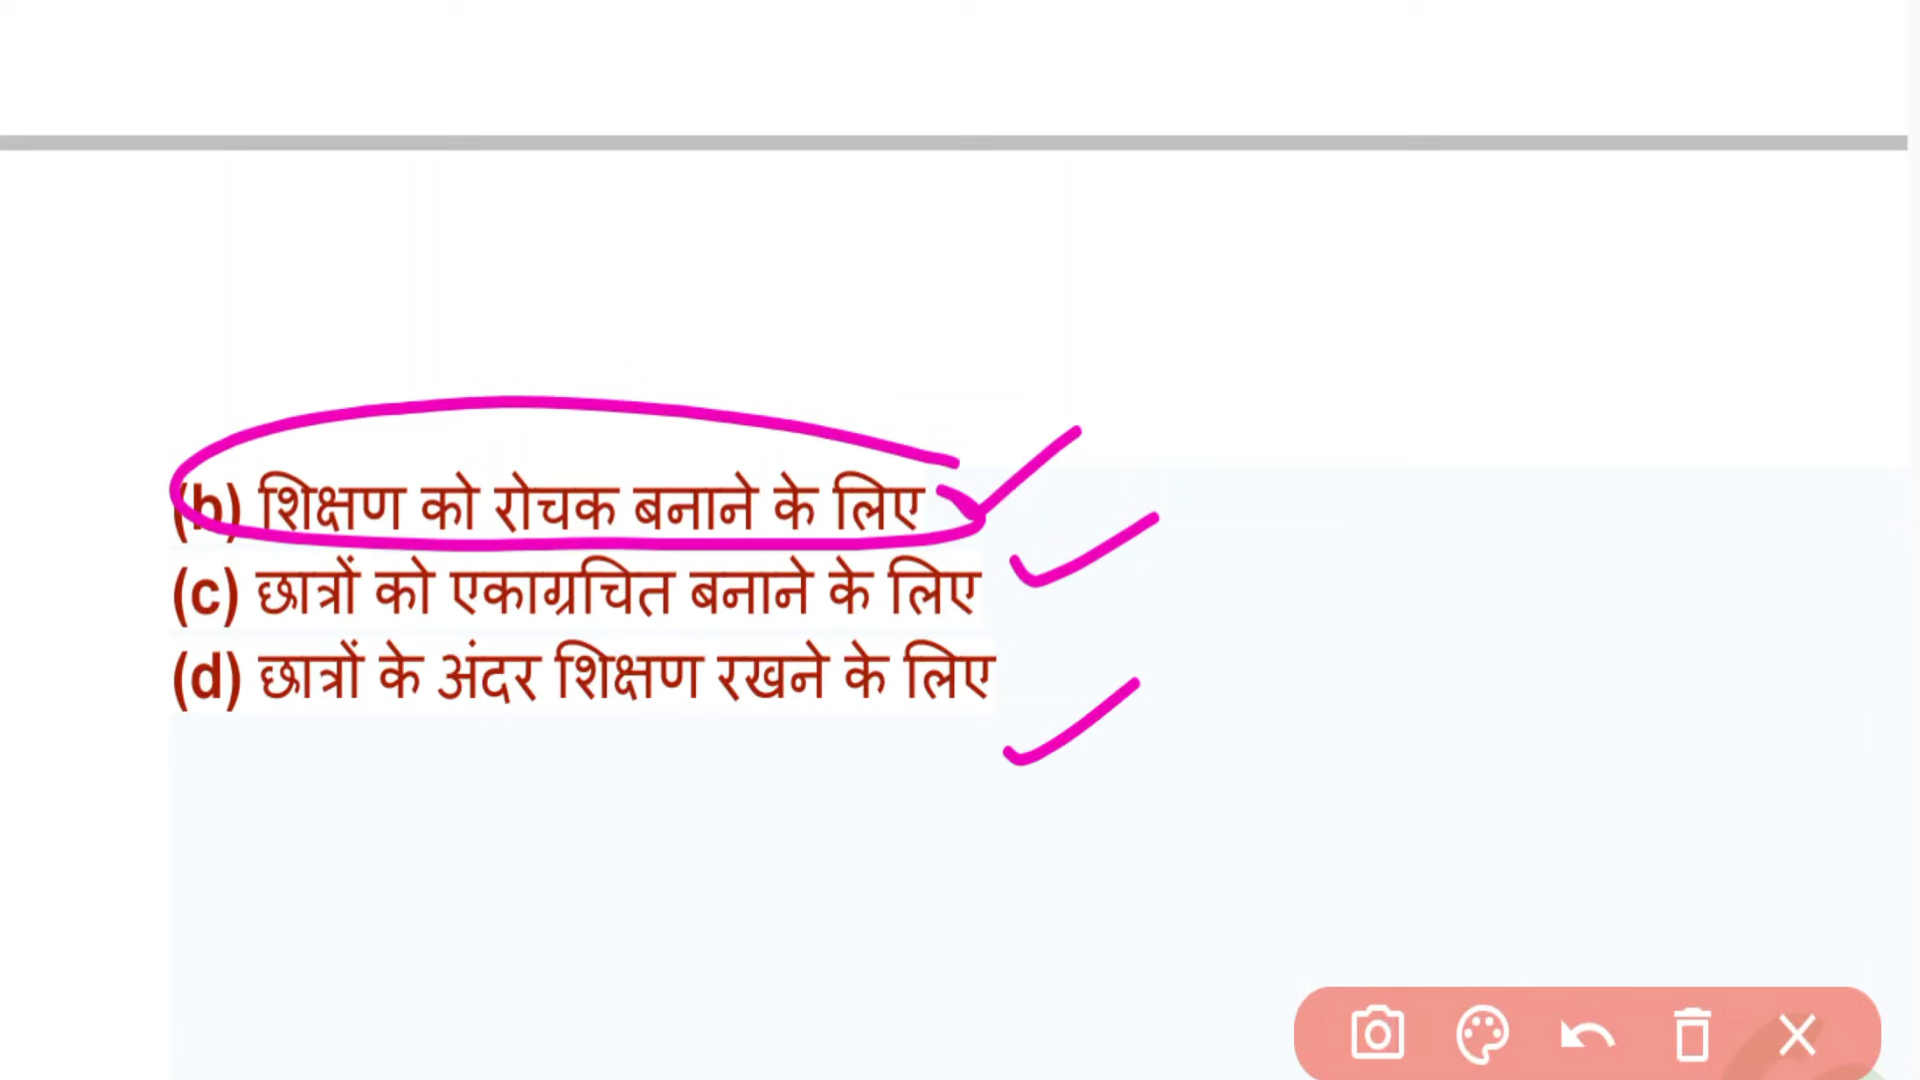 (b) शिक्षण को रोचक बनाने के लिए
(c) छात्रों को एकाग्रचित बनाने के लिए
(d) छात्रों के अंदर शिक्षण रखने के लिए